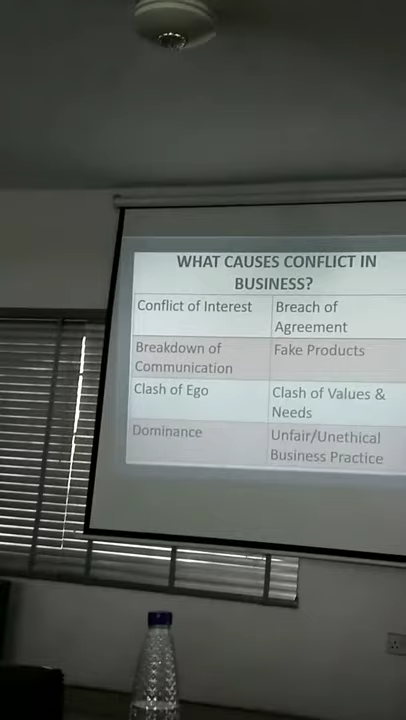 WHAT CAUSES CONFLICT IN
BUSINESS?
Conflict of Interest
Breach of
Agreement
Breakdown of
Communication
Fake Products
Clash of Ego
Clash of Values &
Needs
Dominance
Unfair/Unethical
Business Practice